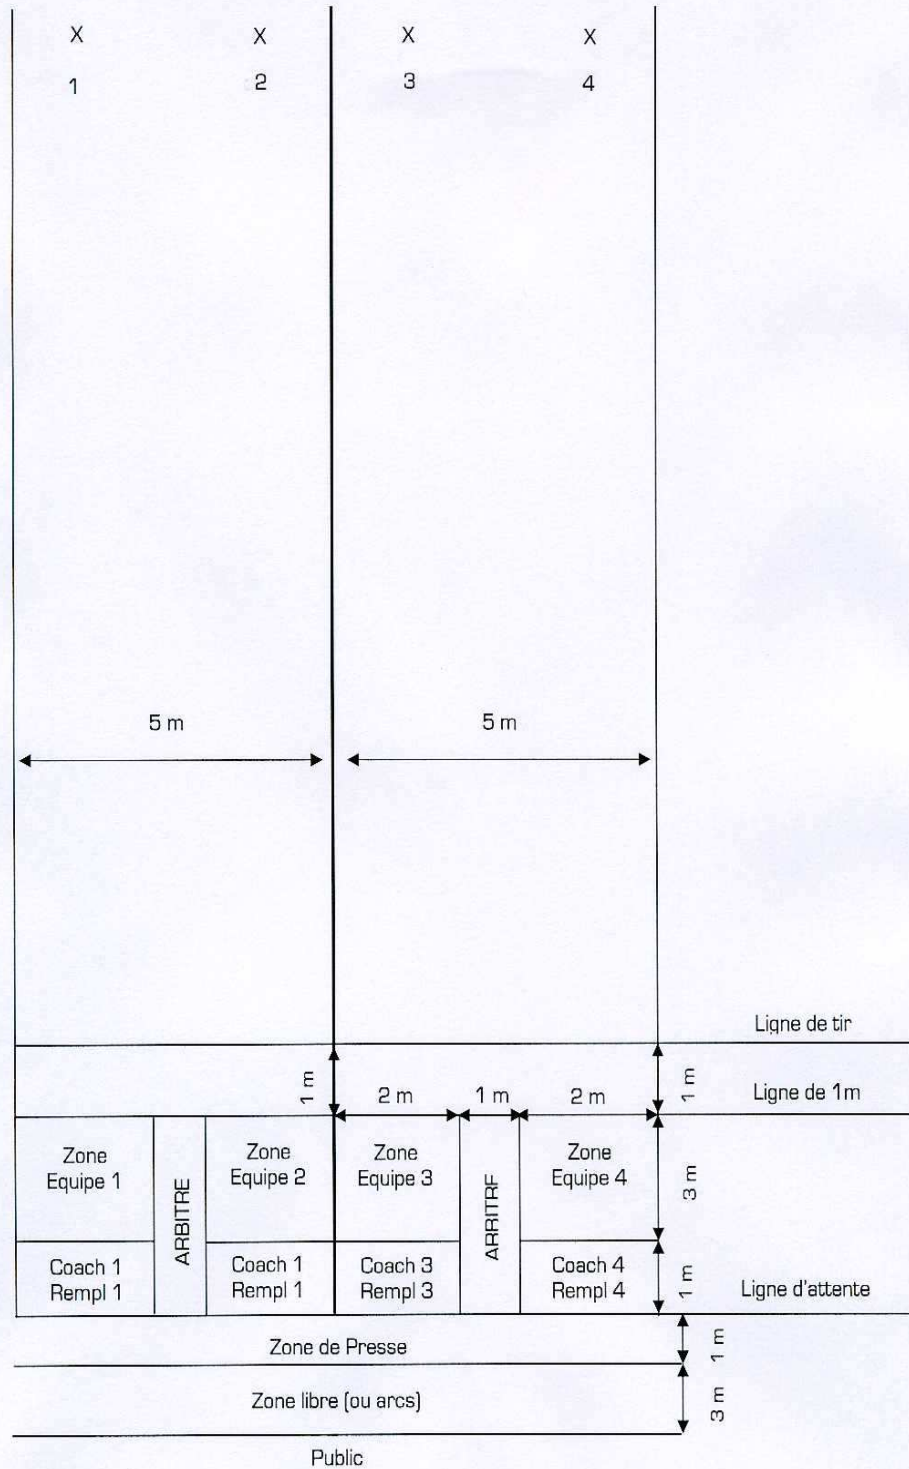 X X X X
1 2 3 4
5 m 5 m
Ligne de tir
1 m 1 m
Ligne de 1m
2 m 1 m 2 m
Zone
Equipe 1
ARBITRE
Zone
Equipe 2
Zone
Equipe 3
ARRITRF
Zone
Equipe 4
3 m
Coach 1
Rempl 1
Coach 1
Rempl 1
Coach 3
Rempl 3
Coach 4
Rempl 4
1 m
Ligne d'attente
Zone de Presse
1 m
Zone libre (ou arcs)
3 m
Public